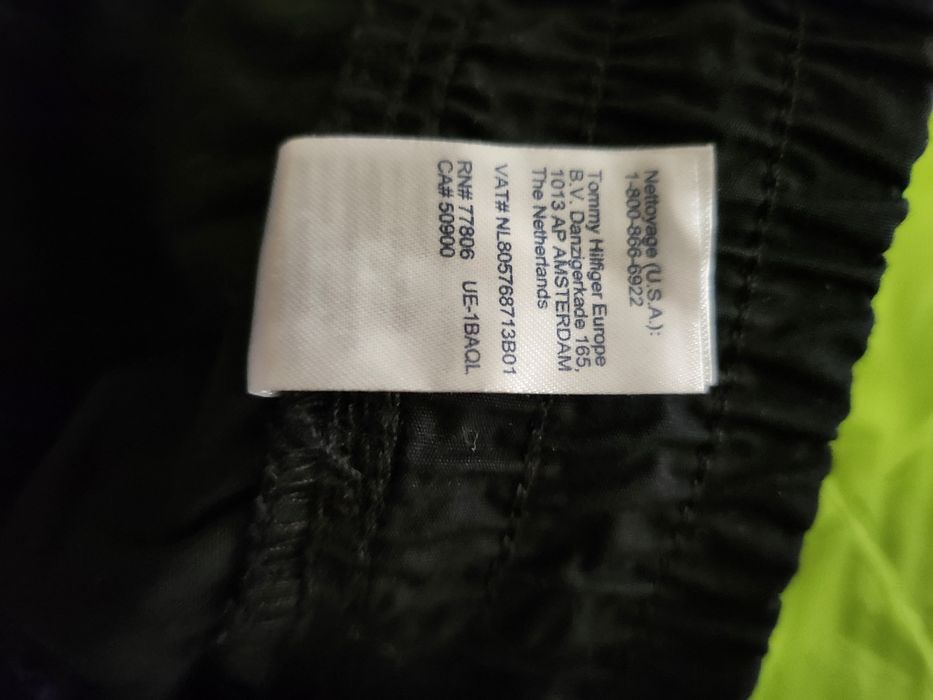 Nettoyage (U.S.A.):
1-800-866-6922
Tommy Hilfiger Europe
B.V. Danzigerkade 165,
1013 AP AMSTERDAM
The Netherlands
VAT# NL805768713B01
RN# 77806 UE-1BAQL
CA# 50900